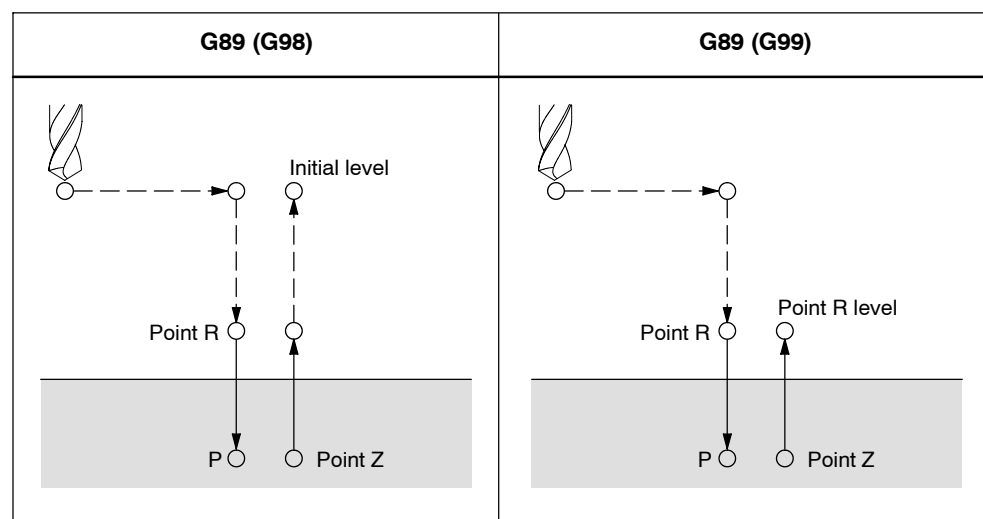 G89 (G98)
G89 (G99)
Initial level
Point R
P
Point Z
Point R level
Point R
P
Point Z